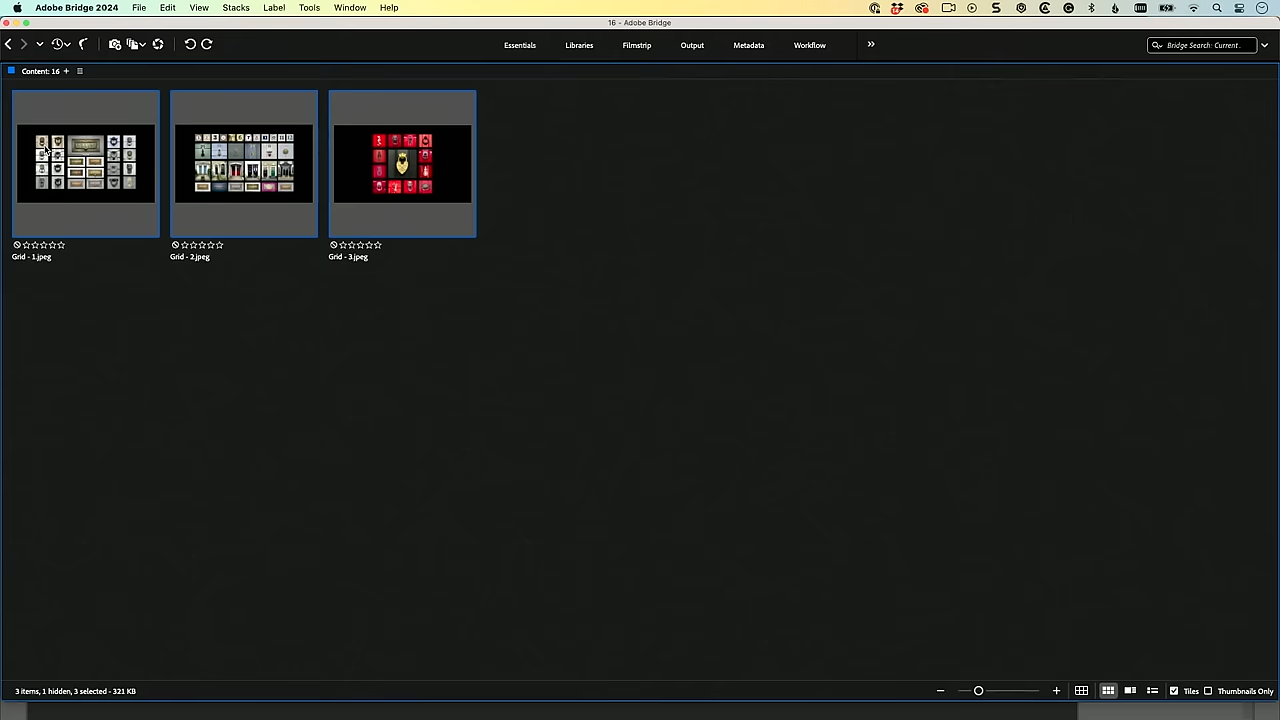 Adobe Bridge 2024 File Edit View Stacks Label Tools Window Help
16 - Adobe Bridge
Essentials Libraries Filmstrip Output Metadata Workflow Bridge Search: Current.
Content: 16
Grid - 1.jpeg Grid - 2.jpeg Grid - 3.jpeg
3 items, 1 hidden, 3 selected - 321 KB Tiles Thumbnails Only